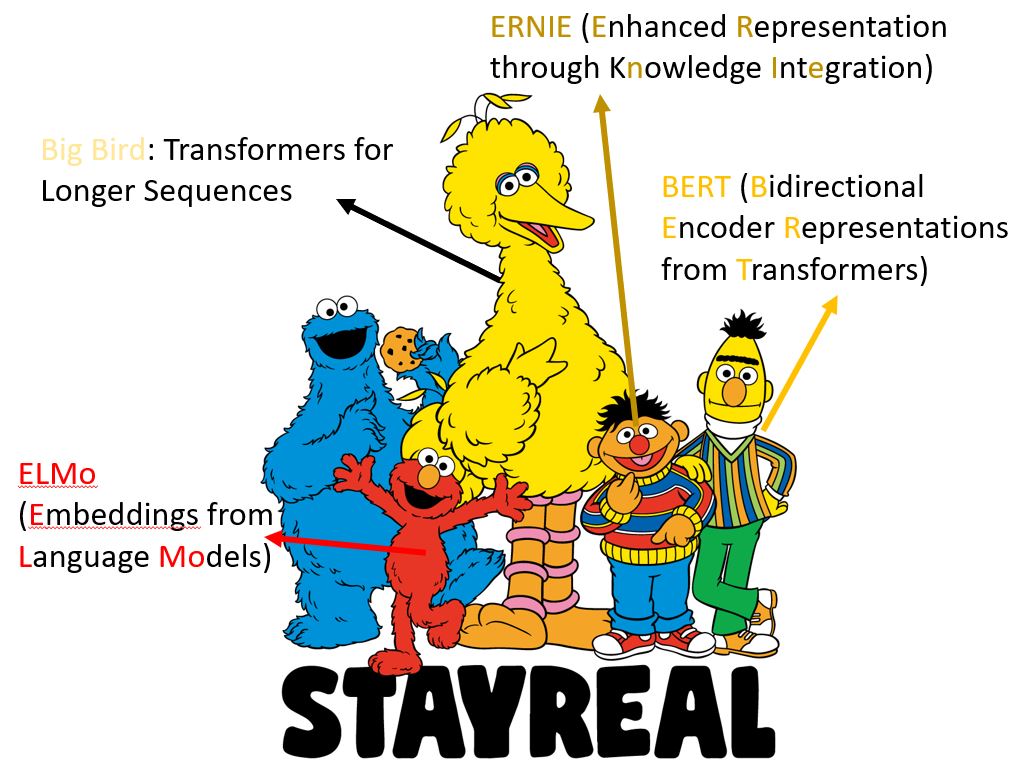 ERNIE (Enhanced Representation
through Knowledge Integration)
Big Bird: Transformers for
Longer Sequences
BERT (Bidirectional
Encoder Representations
from Transformers)
ELMo
(Embeddings from
Language Models)
STAYREAL